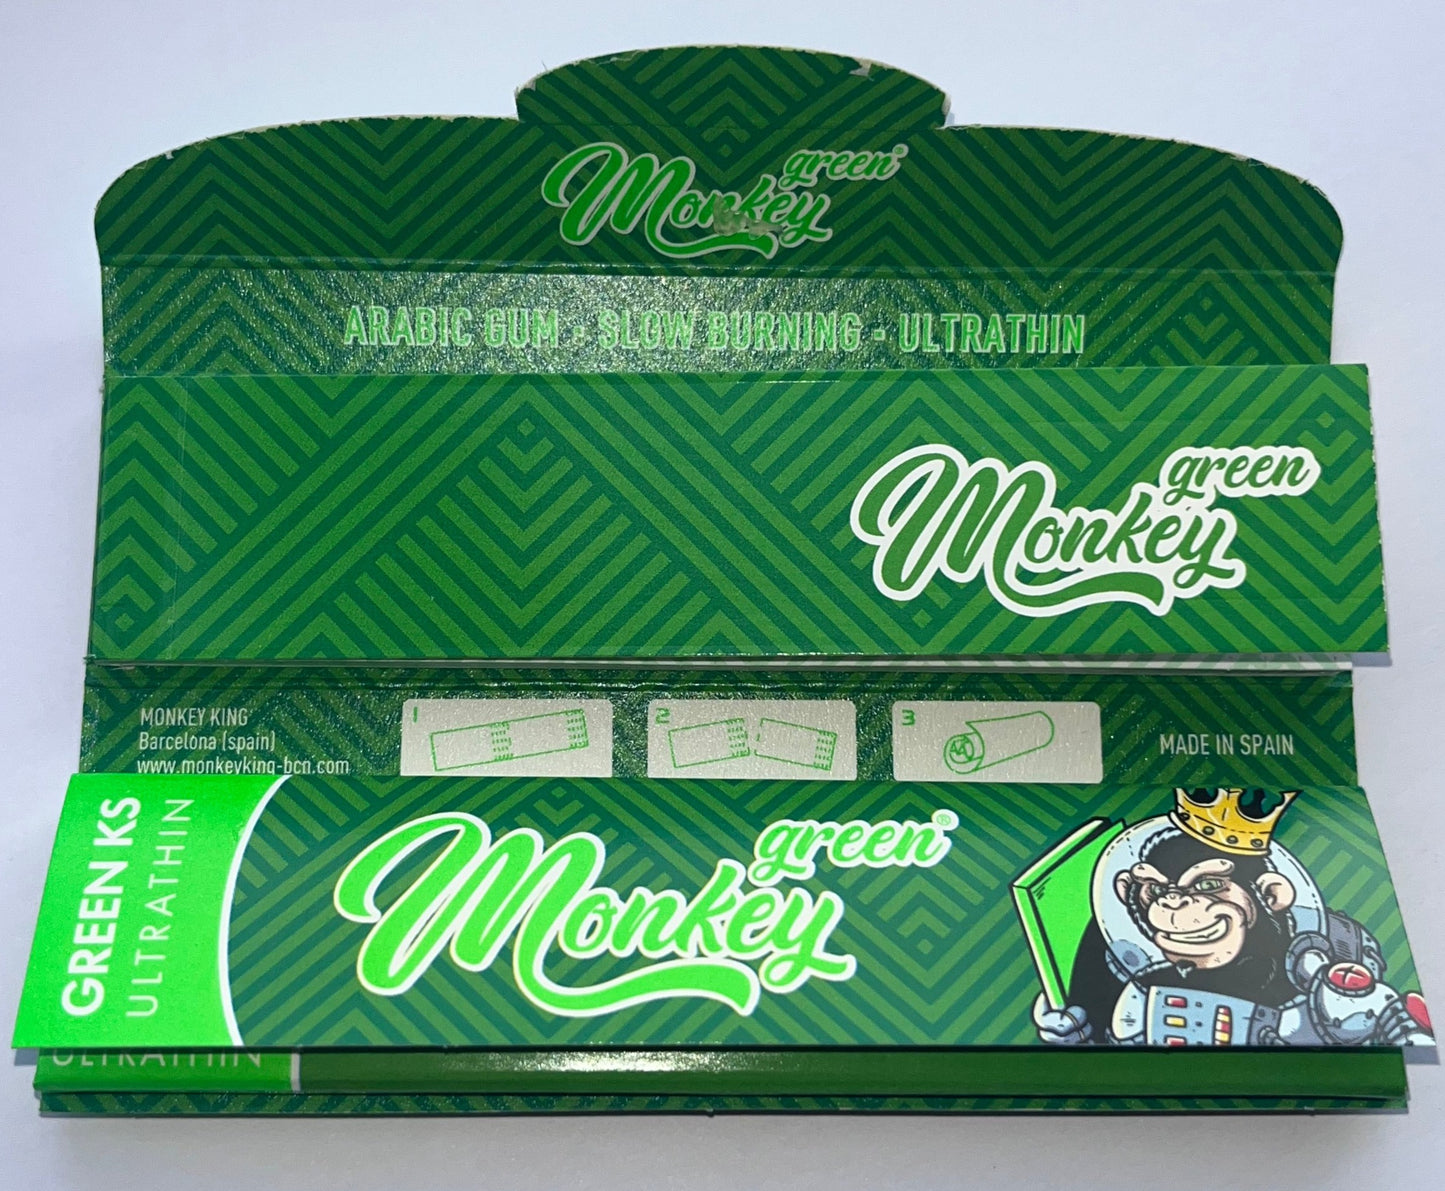 green®
Monkey
ARABIC GUM - SLOW BURNING - ULTRATHIN
green
Monkey
MONKEY KING
Barcelona (spain)
www.monkeyking-bcn.com
1
2
3
MADE IN SPAIN
GREEN KS
ULTRATHIN
green®
Monkey
ULTRATHIN